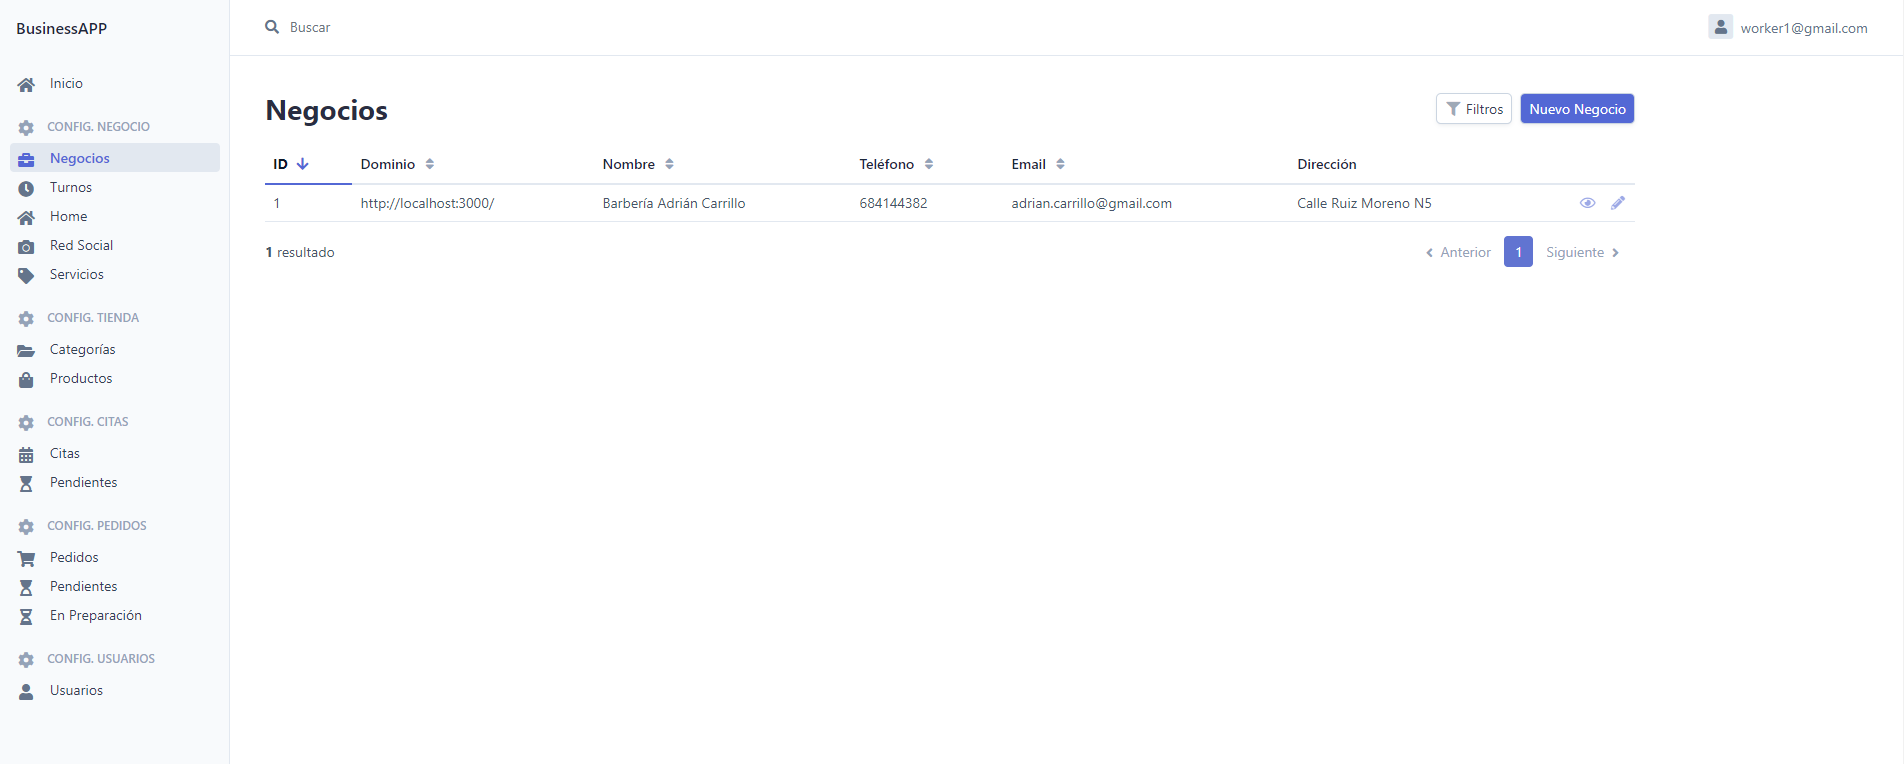 BusinessAPP
Buscar
worker1@gmail.com
Inicio
CONFIG. NEGOCIO
Negocios
Turnos
Home
Red Social
Servicios
CONFIG. TIENDA
Categorías
Productos
CONFIG. CITAS
Citas
Pendientes
CONFIG. PEDIDOS
Pedidos
Pendientes
En Preparación
CONFIG. USUARIOS
Usuarios
Negocios
Filtros
Nuevo Negocio
ID Dominio Nombre Teléfono Email Dirección
1 http://localhost:3000/ Barbería Adrián Carrillo 684144382 adrian.carrillo@gmail.com Calle Ruiz Moreno N5
1 resultado
Anterior 1 Siguiente